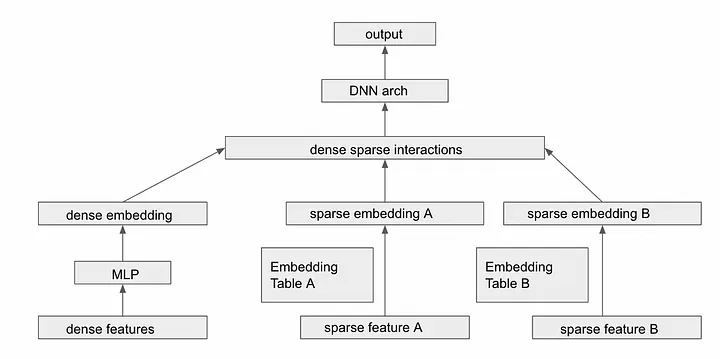 output
DNN arch
dense sparse interactions
dense embedding
sparse embedding A
sparse embedding B
MLP
Embedding
Table A
Embedding
Table B
dense features
sparse feature A
sparse feature B